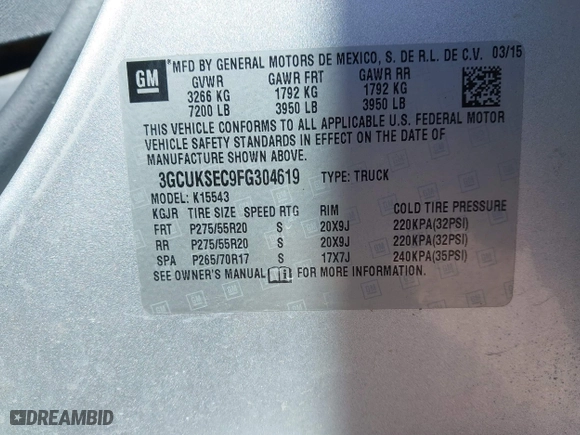 GM
*MFD BY GENERAL MOTORS DE MEXICO, S. DE R.L. DE C.V. 03/15
GVWR GAWR FRT GAWR RR
3266 KG 1792 KG 1792 KG
7200 LB 3950 LB 3950 LB
THIS VEHICLE CONFORMS TO ALL APPLICABLE U.S. FEDERAL MOTOR
VEHICLE SAFETY STANDARDS IN EFFECT ON THE DATE OF
MANUFACTURE SHOWN ABOVE.
3GCUKSEC9FG304619 TYPE: TRUCK
MODEL: K15543
KGJR TIRE SIZE SPEED RTG RIM COLD TIRE PRESSURE
FRT P275/55R20 S 20X9J 220KPA(32PSI)
RR P275/55R20 S 20X9J 220KPA(32PSI)
SPA P265/70R17 S 17X7J 240KPA(35PSI)
SEE OWNER'S MANUAL FOR MORE INFORMATION.
DREAMBID